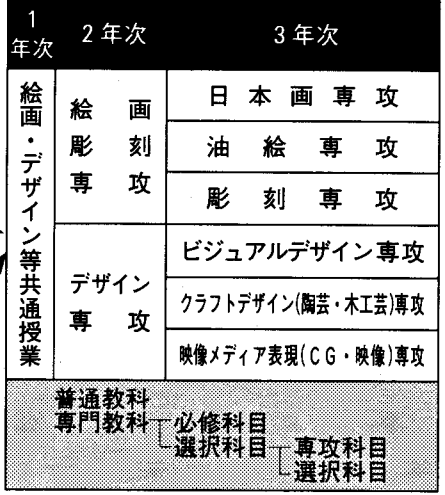 1年次
2年次
3年次
絵画・デザイン等共通授業
絵画
彫刻
専攻
日本画専攻
油絵専攻
彫刻専攻
デザイン
専攻
ビジュアルデザイン専攻
クラフトデザイン(陶芸・木工芸)専攻
映像メディア表現(CG・映像)専攻
普通教科
専門教科 必修科目
選択科目 専攻科目
選択科目